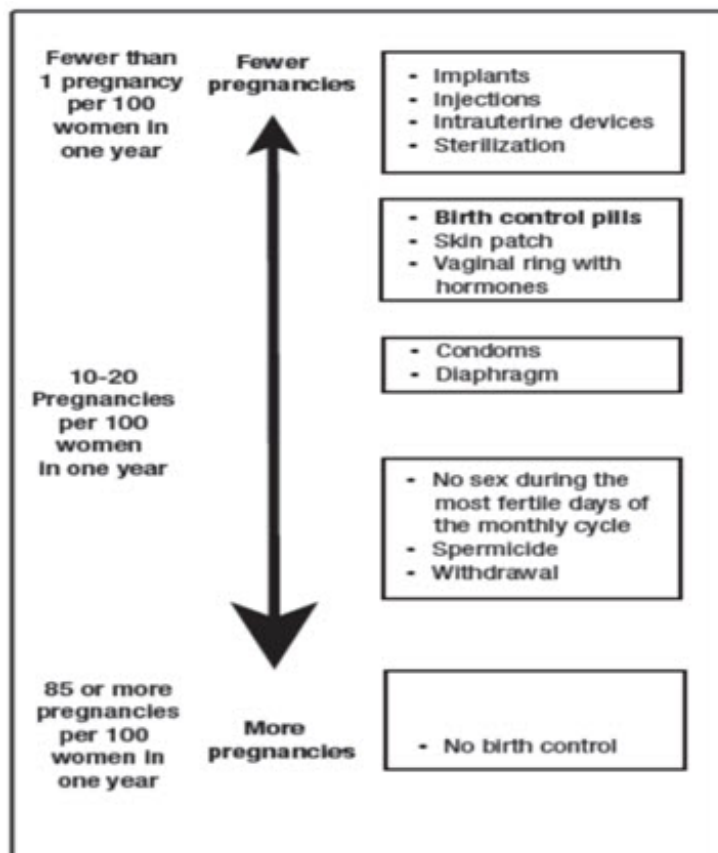 Fewer than
1 pregnancy
per 100
women in
one year
Fewer
pregnancies
• Implants
• Injections
• Intrauterine devices
• Sterilization
• Birth control pills
• Skin patch
• Vaginal ring with
hormones
10-20
Pregnancies
per 100
women
in one year
• Condoms
• Diaphragm
• No sex during the
most fertile days of
the monthly cycle
• Spermicide
• Withdrawal
85 or more
pregnancies
per 100
women in
one year
More
pregnancies
• No birth control